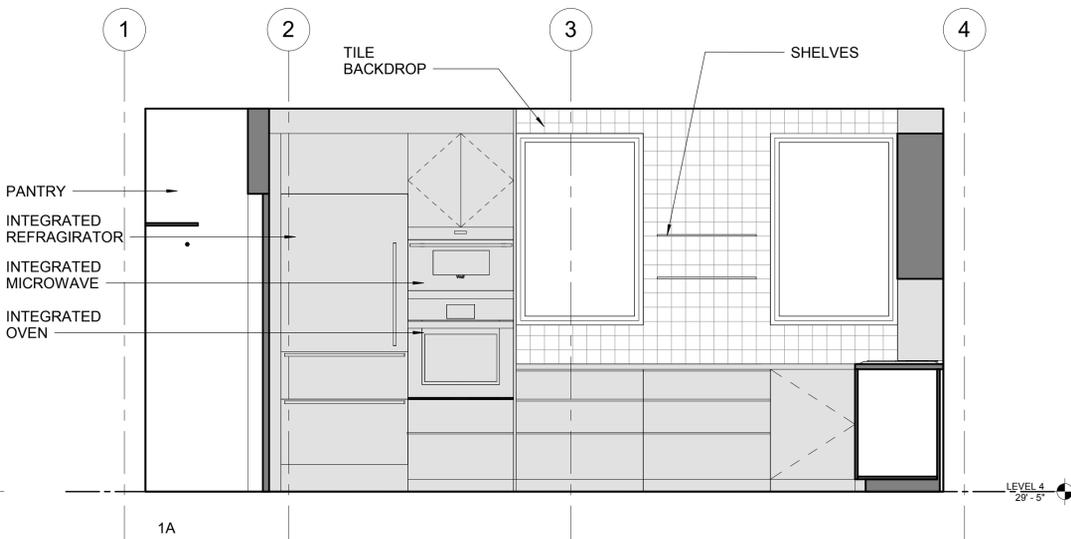 1
2
3
4
TILE
BACKDROP
SHELVES
PANTRY
INTEGRATED
REFRAGIRATOR
INTEGRATED
MICROWAVE
INTEGRATED
OVEN
LEVEL 4
29' - 5"
1A